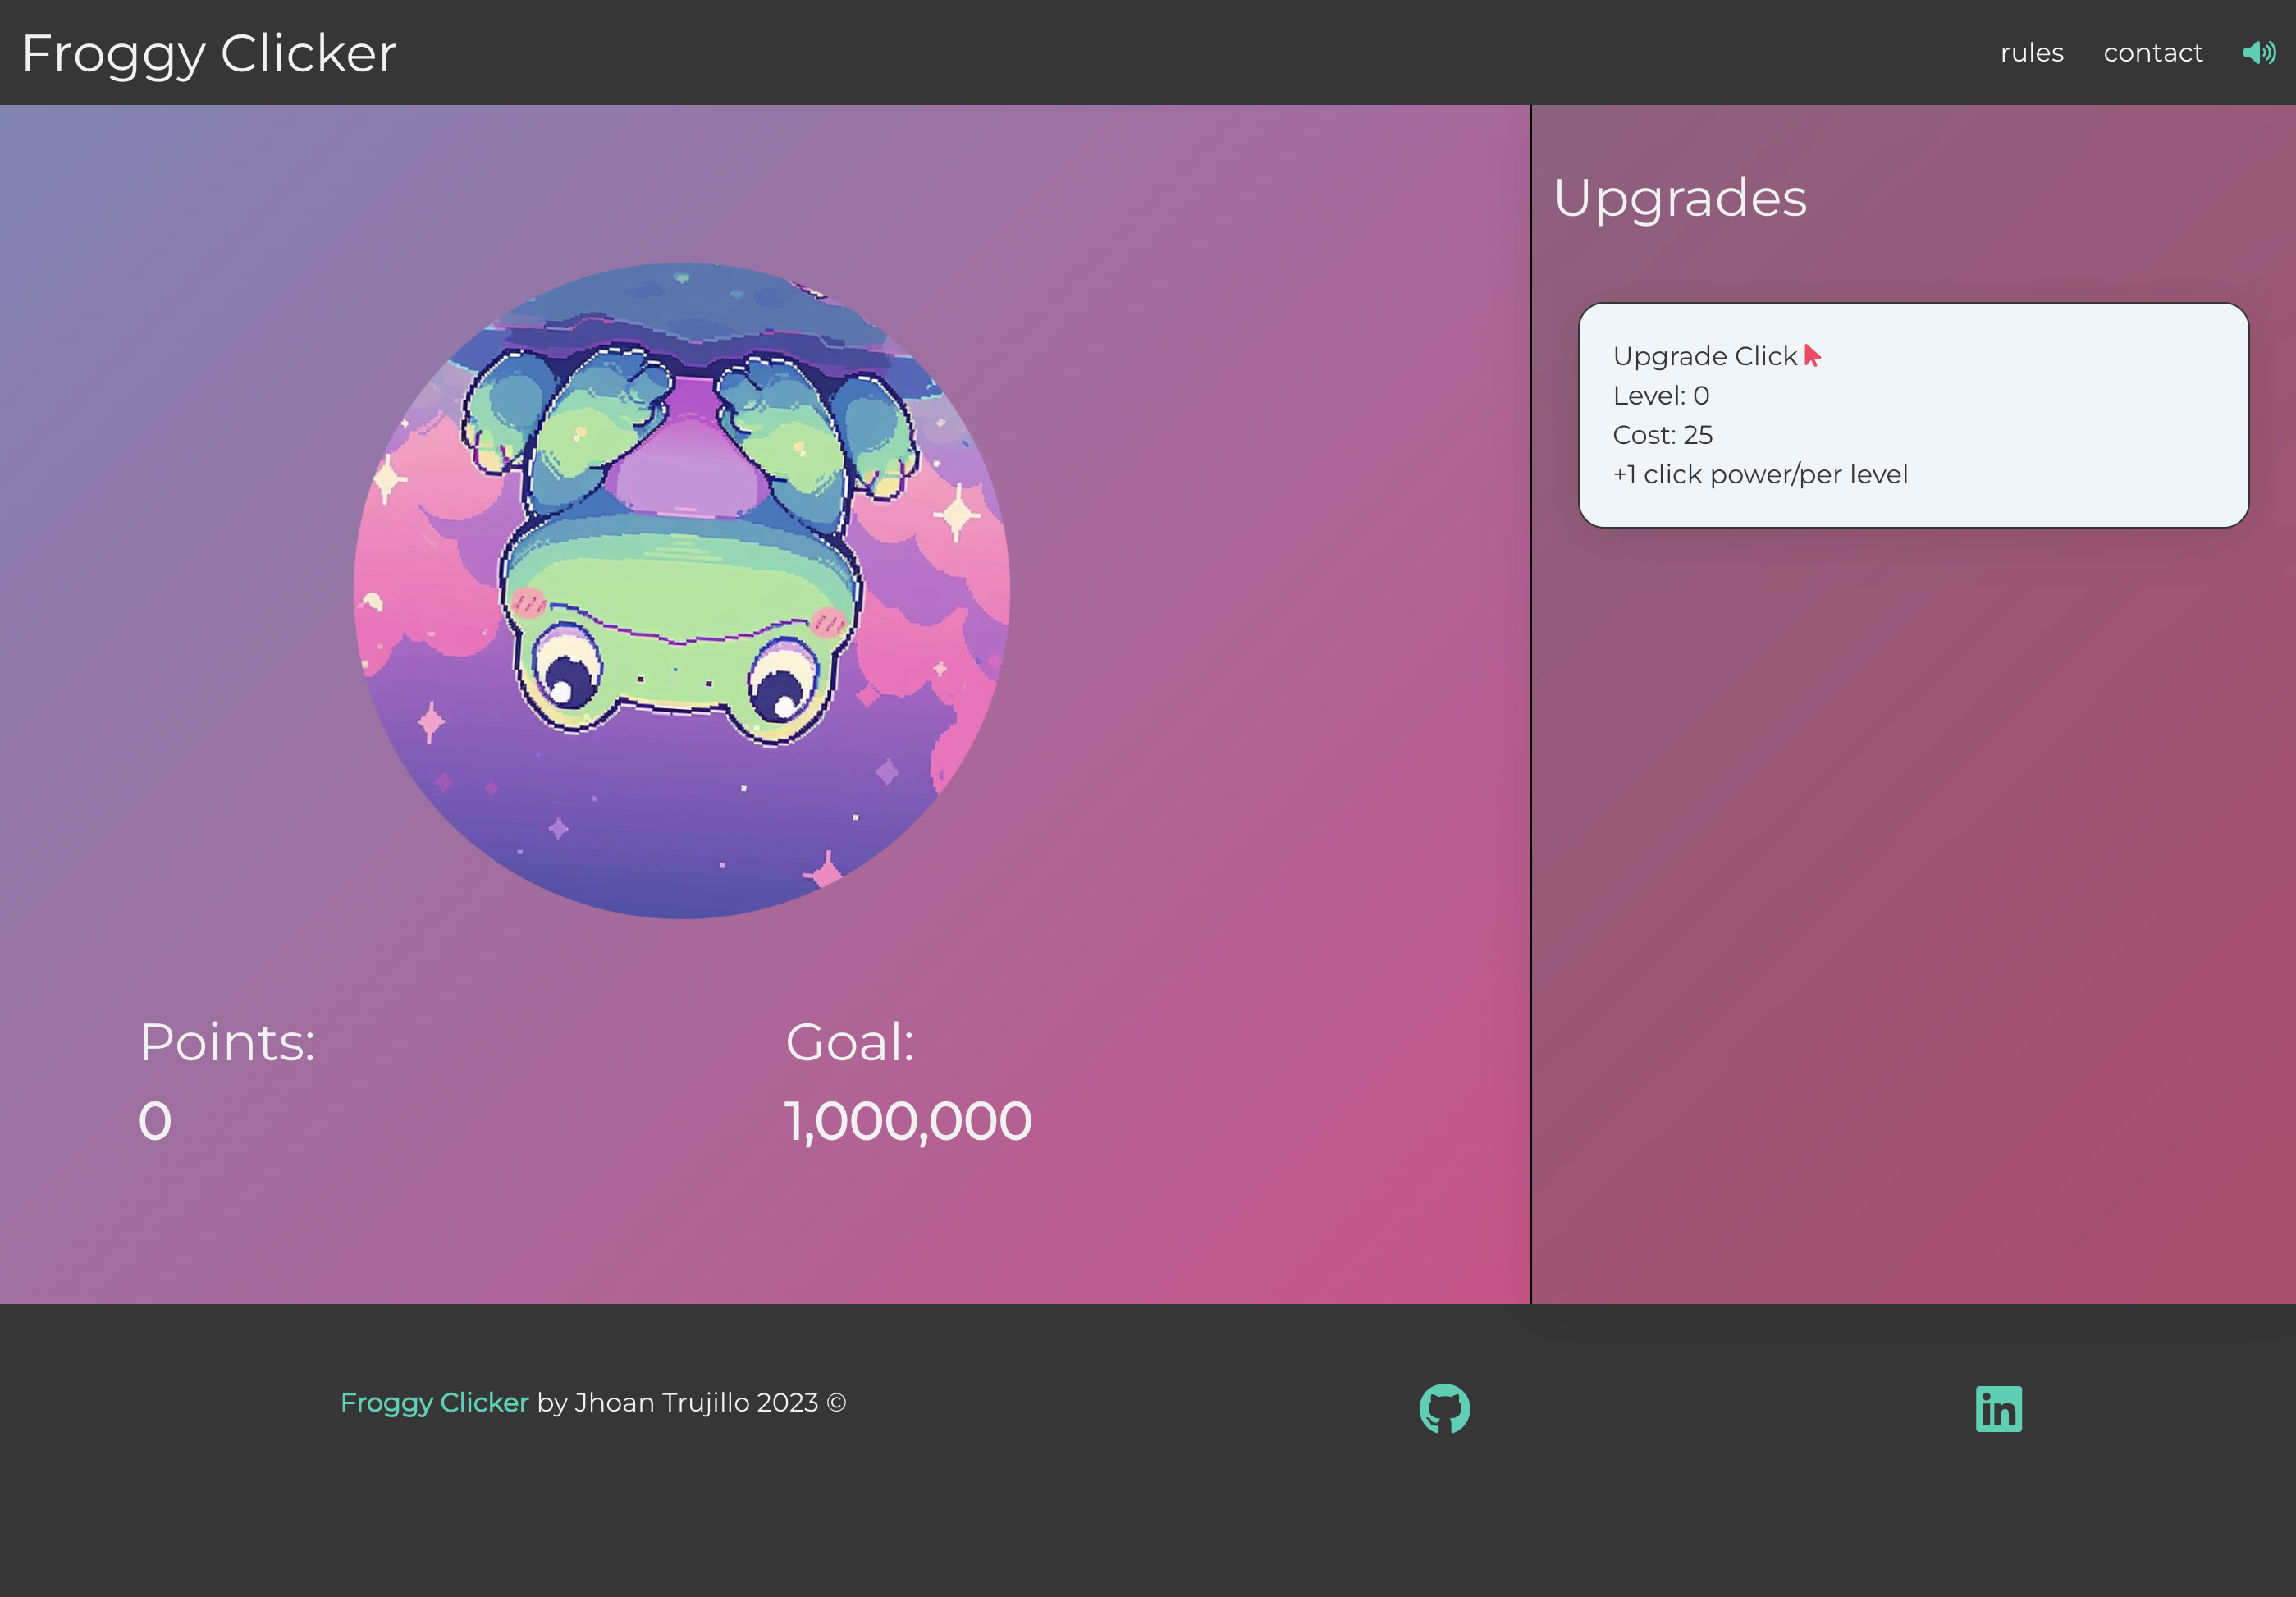 Froggy Clicker
rules
contact
Upgrades
Upgrade Click
Level: 0
Cost: 25
+1 click power/per level
Points:
0
Goal:
1,000,000
Froggy Clicker by Jhoan Trujillo 2023 ©